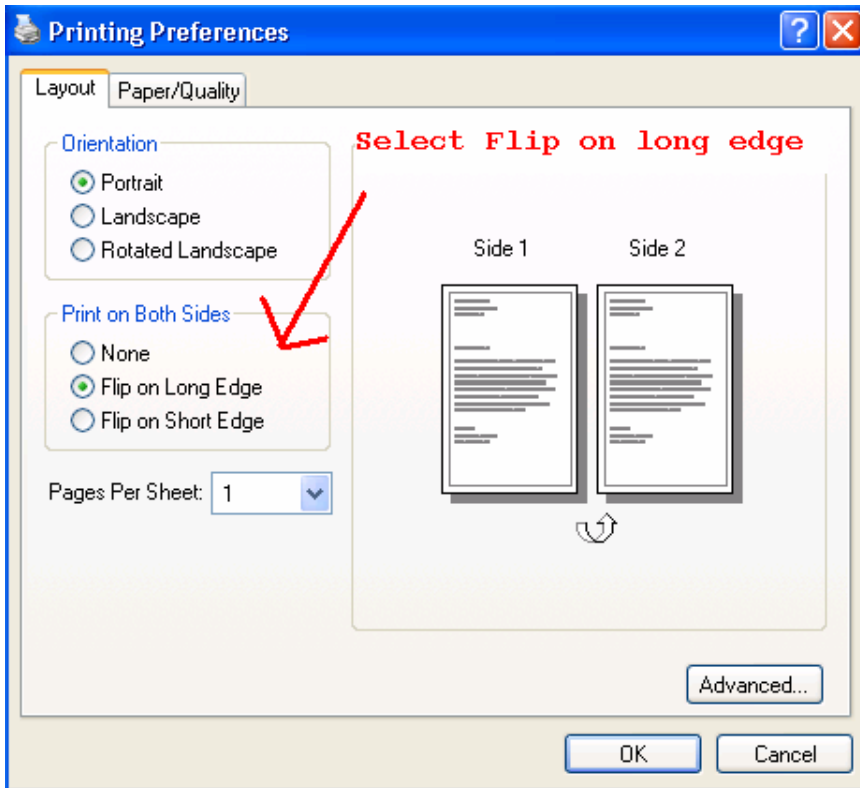 Printing Preferences
Layout Paper/Quality
Orientation
Select Flip on long edge
Portrait
Landscape
Rotated Landscape
Side 1 Side 2
Print on Both Sides
None
Flip on Long Edge
Flip on Short Edge
Pages Per Sheet: 1
Advanced...
OK Cancel